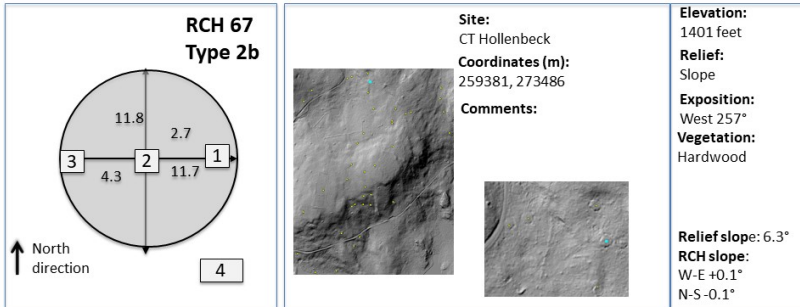 RCH 67
Type 2b
11.8
2.7
3
2
1
4.3
11.7
North
direction
4
Site:
CT Hollenbeck
Coordinates (m):
259381, 273486
Comments:
Elevation:
1401 feet
Relief:
Slope
Exposition:
West 257°
Vegetation:
Hardwood
Relief slope: 6.3°
RCH slope:
W-E +0.1°
N-S -0.1°